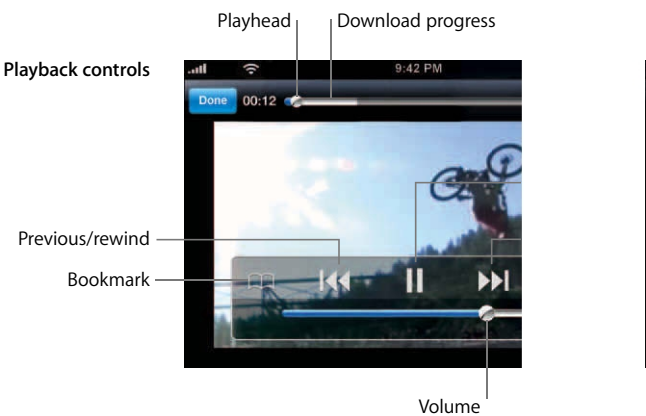 Playhead
Download progress
Playback controls
9:42 PM
Done 00:12
Previous/rewind
Bookmark
Volume